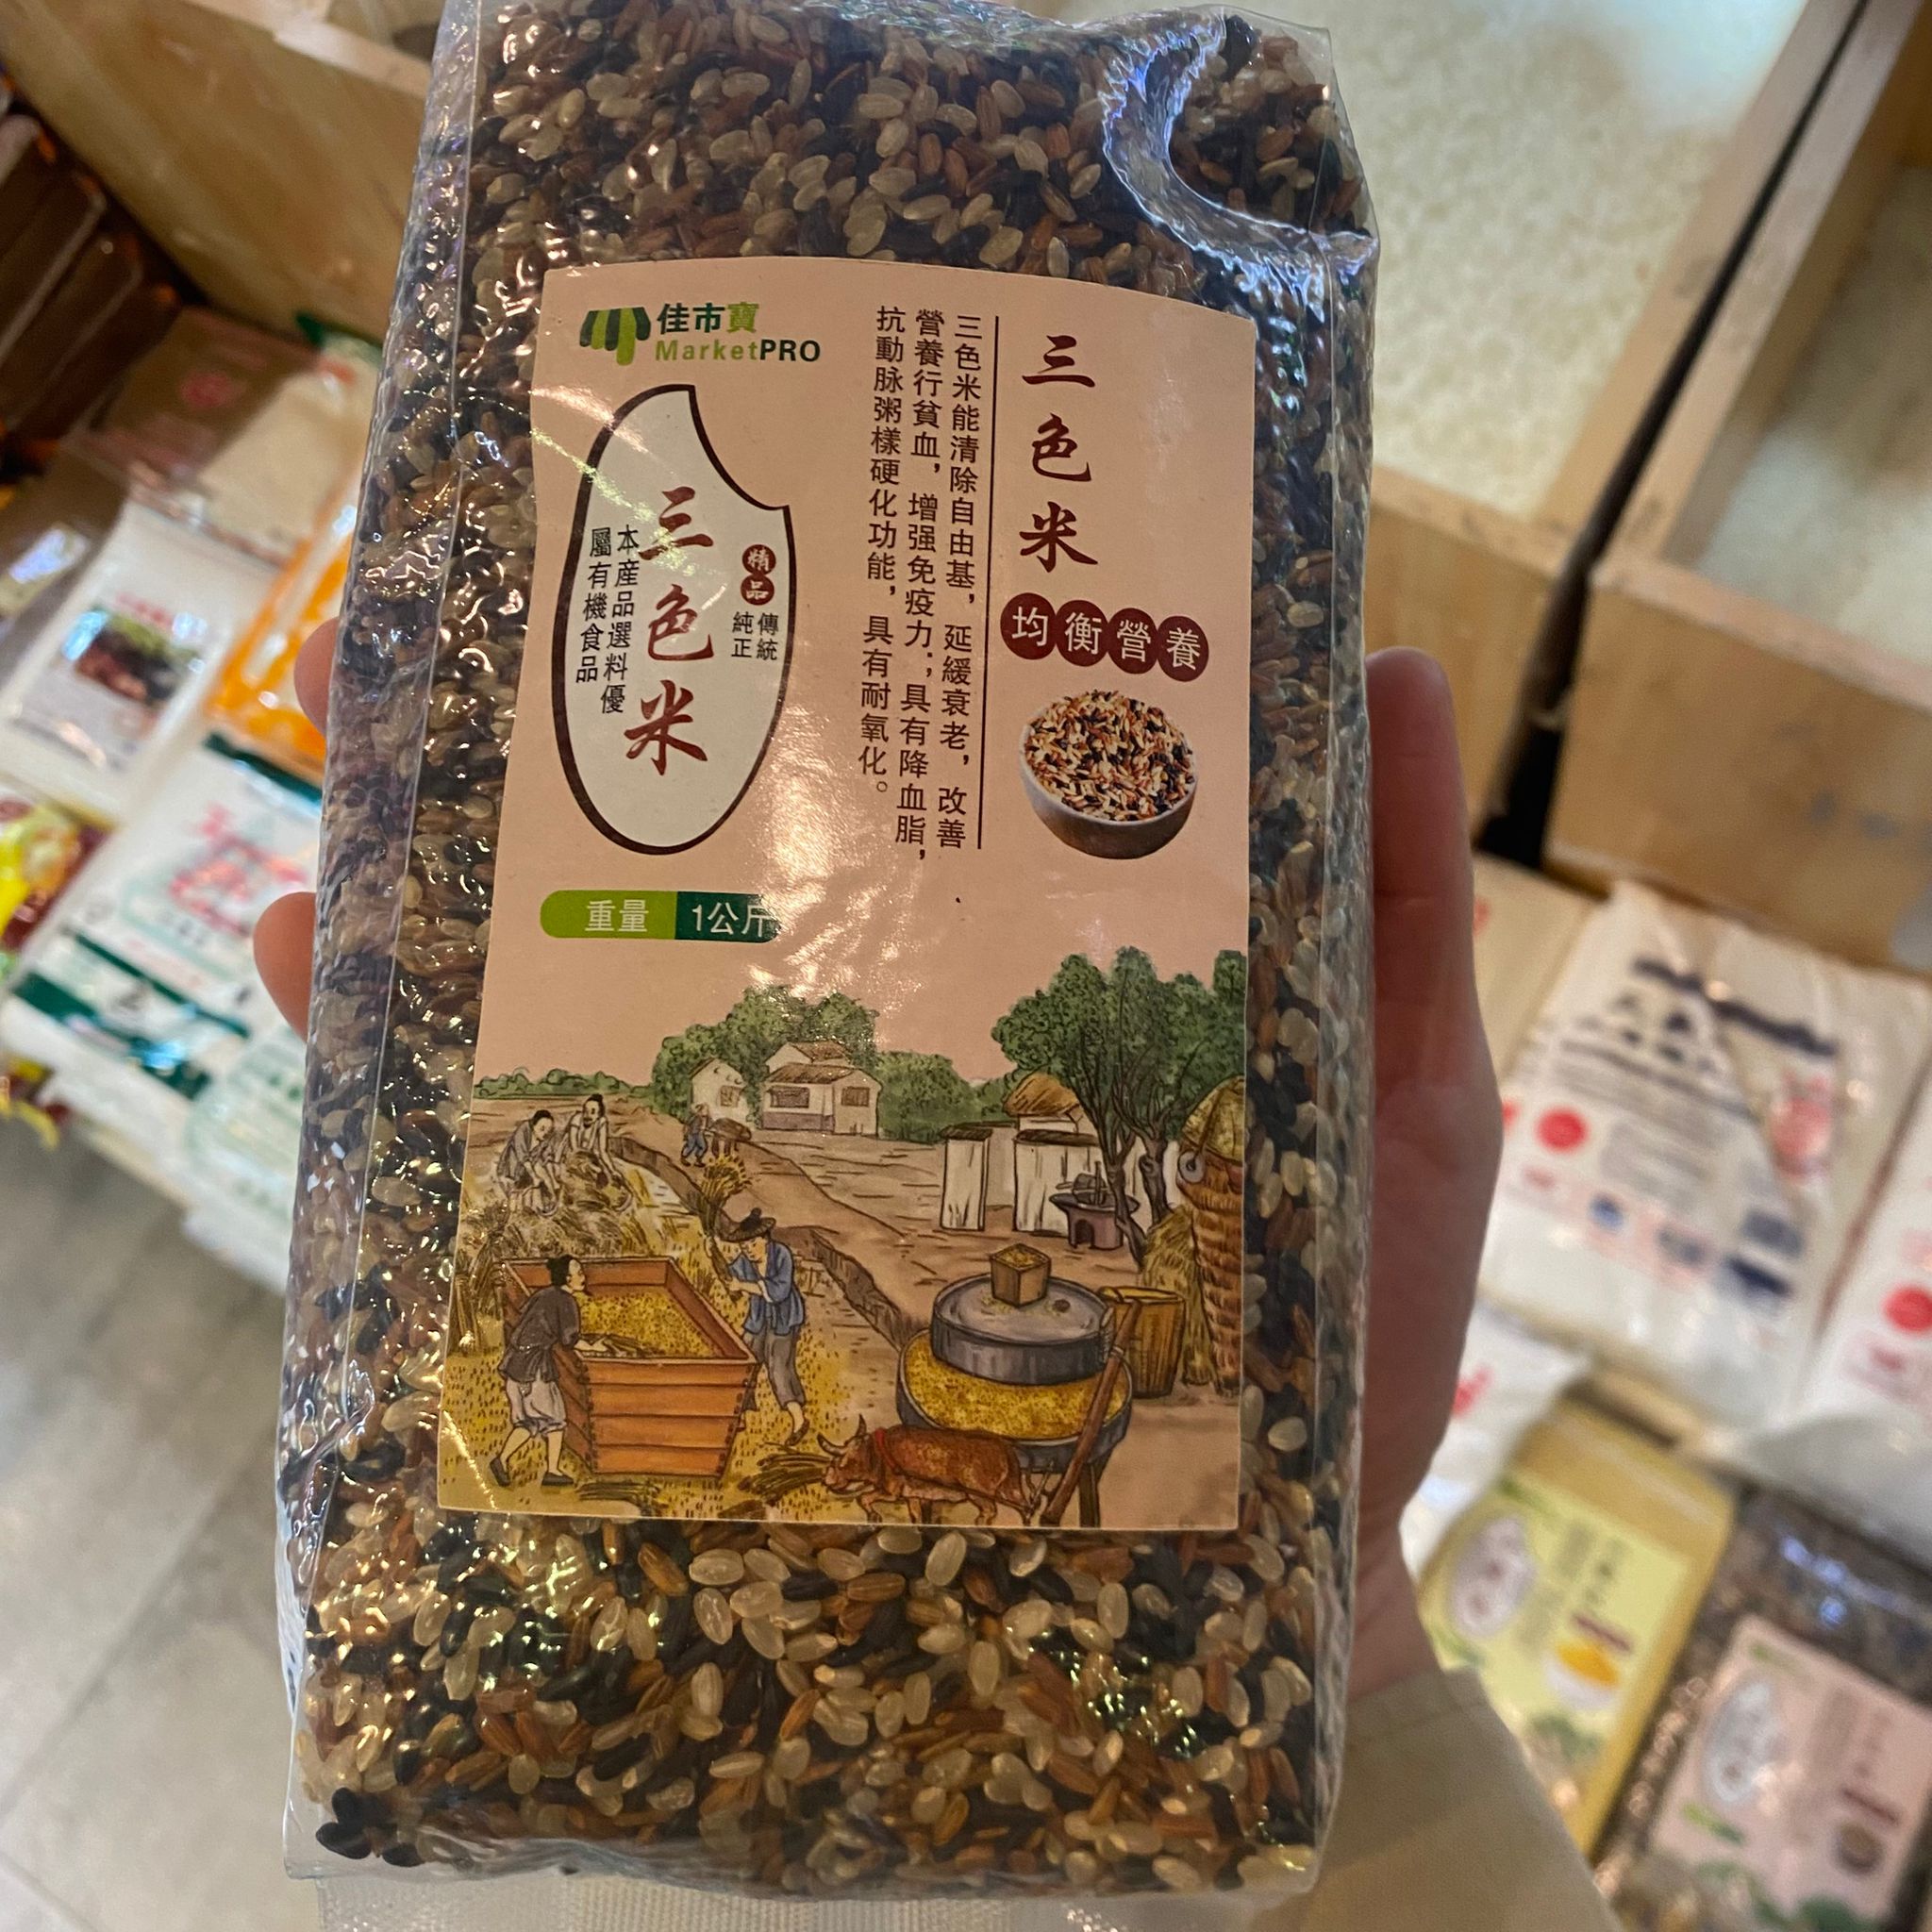 佳市寶
MarketPRO
三色米
均衡營養
三色米能清除自由基，延緩衰老，改善
營養行貧血，增强免疫力；具有降血脂，
抗動脉粥樣硬化功能，具有耐氧化。
精品
傳統
純正
三色米
本産品選料優
屬有機食品
重量 1公斤